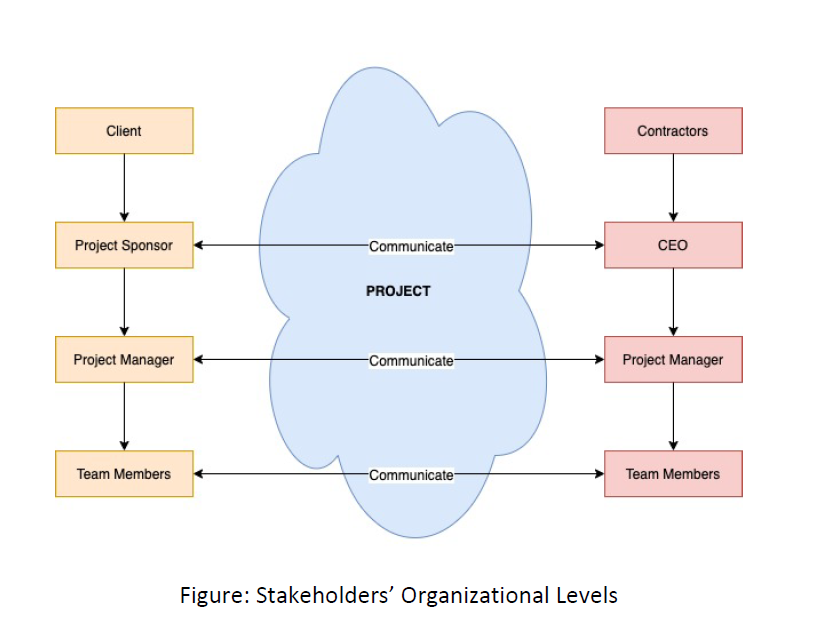 Client
Contractors
Project Sponsor
Communicate
CEO
PROJECT
Project Manager
Communicate
Project Manager
Team Members
Communicate
Team Members
Figure: Stakeholders’ Organizational Levels